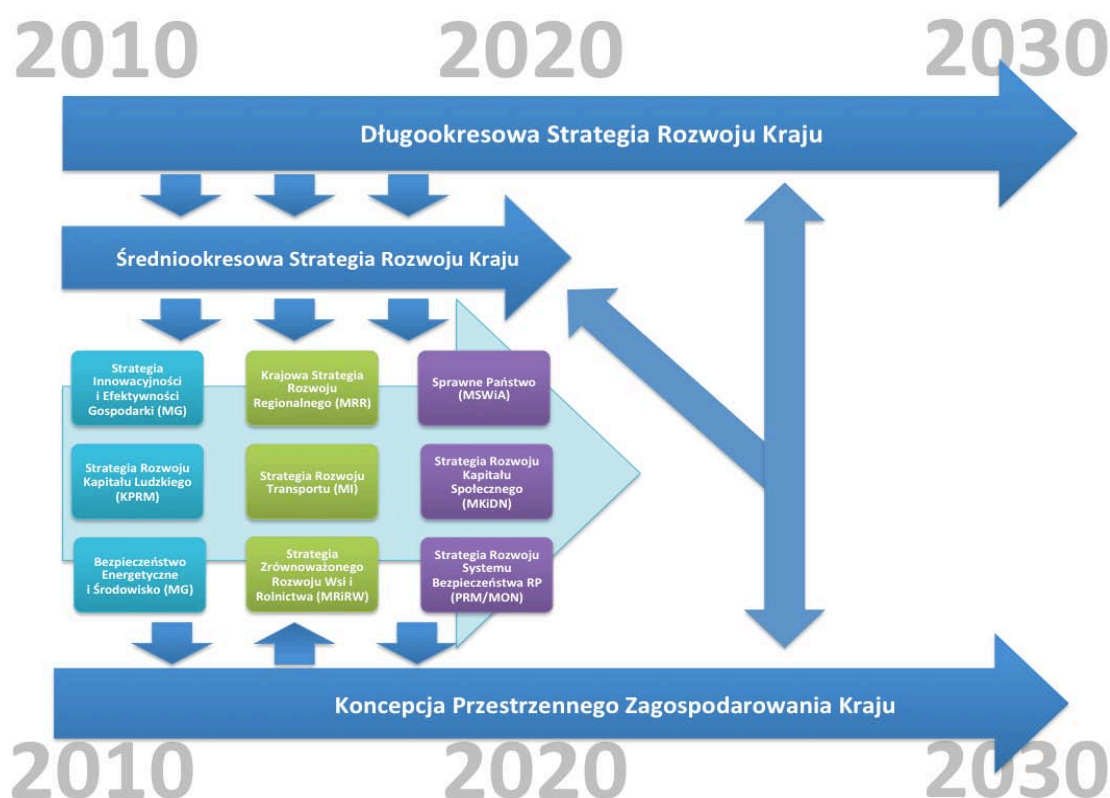 2010 2020 2030
Długookresowa Strategia Rozwoju Kraju
Średniookresowa Strategia Rozwoju Kraju
Strategia
Innowacyjności
i Efektywności
Gospodarki (MG)
Krajowa Strategia
Rozwoju
Regionalnego (MRR)
Sprawne Państwo
(MSWiA)
Strategia Rozwoju
Kapitału Ludzkiego
(KPRM)
Strategia Rozwoju
Transportu (MI)
Strategia Rozwoju
Kapitału
Społecznego
(MKiDN)
Bezpieczeństwo
Energetyczne
i Środowisko (MG)
Strategia
Zrównoważonego
Rozwoju Wsi i
Rolnictwa (MRiRW)
Strategia Rozwoju
Systemu
Bezpieczeństwa RP
(PRM/MON)
Koncepcja Przestrzennego Zagospodarowania Kraju
2010 2020 2030